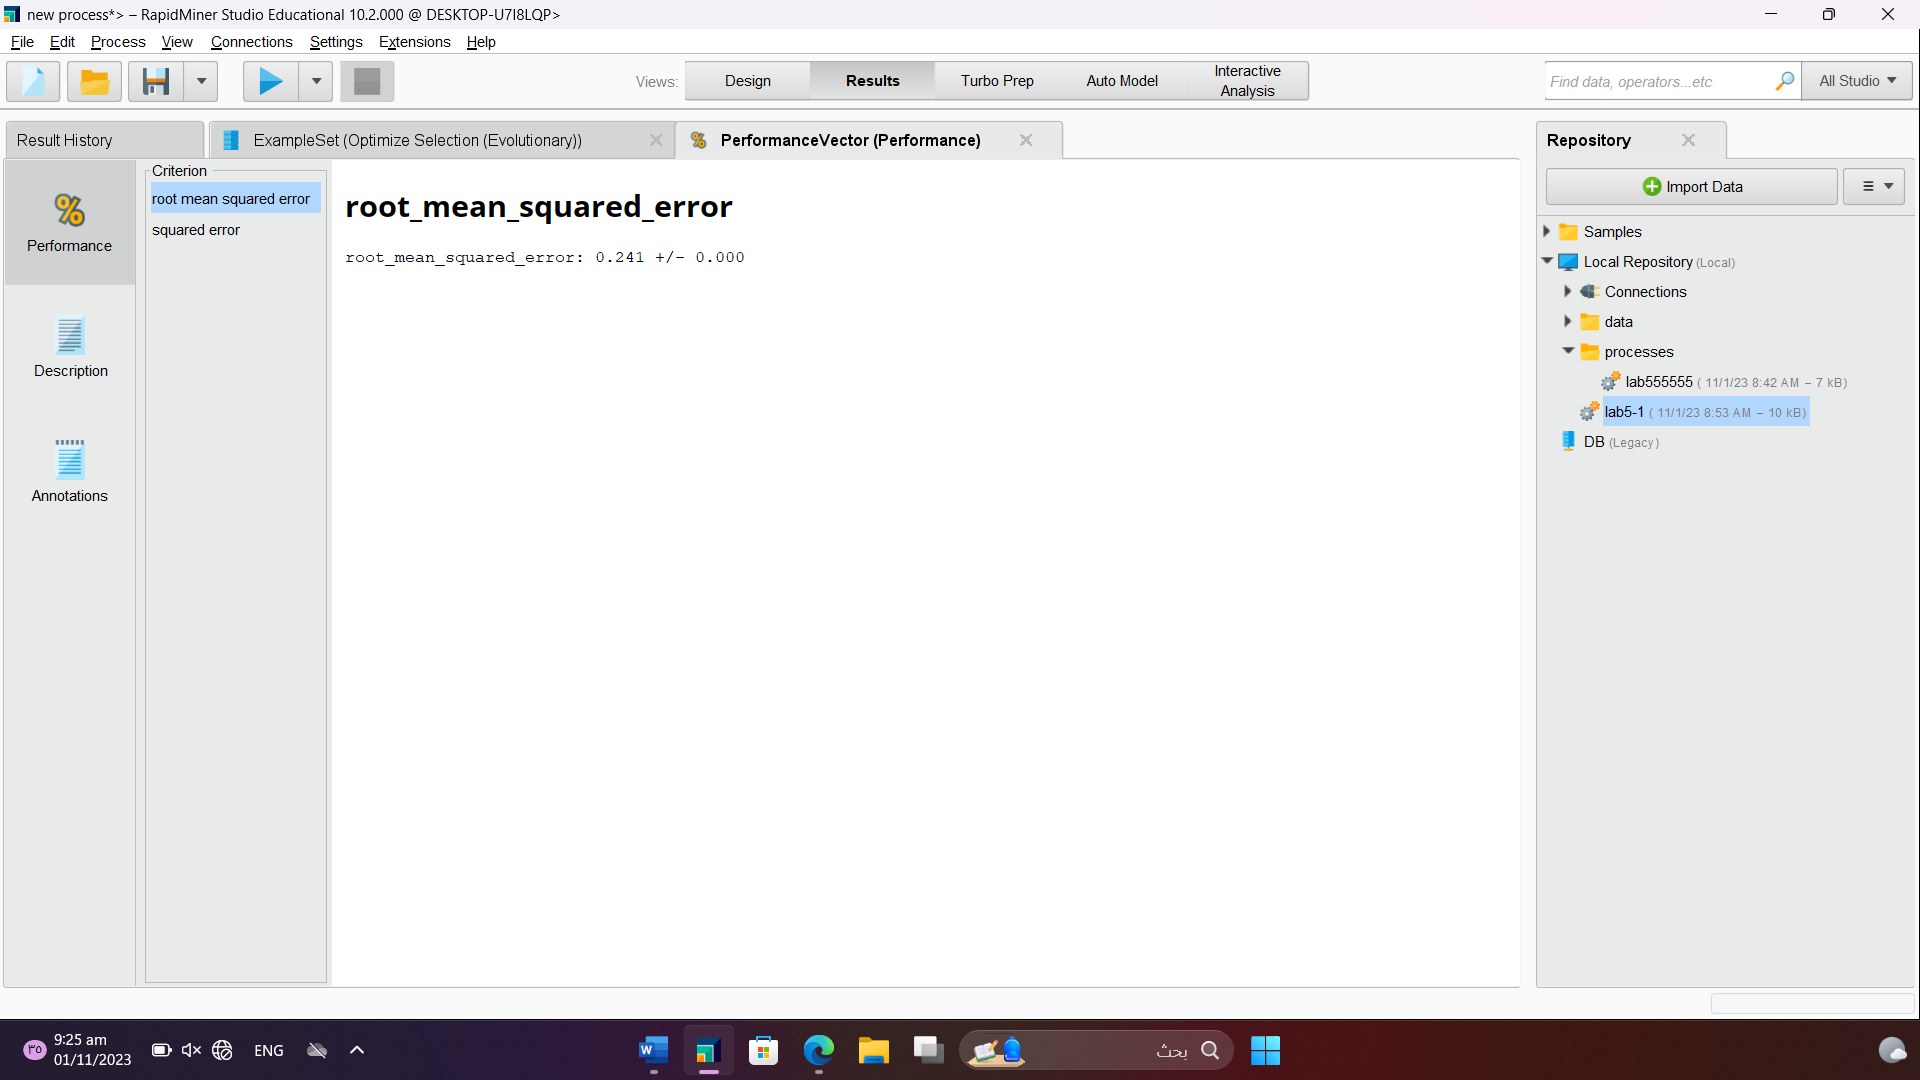 new process*> – RapidMiner Studio Educational 10.2.000 @ DESKTOP-U7I8LQP>
File Edit Process View Connections Settings Extensions Help
Views: Design Results Turbo Prep Auto Model Interactive Analysis
Find data, operators...etc All Studio
Result History ExampleSet (Optimize Selection (Evolutionary)) PerformanceVector (Performance)
Repository
Performance
Description
Annotations
Criterion
root mean squared error
squared error
root_mean_squared_error
root_mean_squared_error: 0.241 +/- 0.000
Import Data
Samples
Local Repository (Local)
Connections
data
processes
lab555555 ( 11/1/23 8:42 AM – 7 kB)
lab5-1 ( 11/1/23 8:53 AM – 10 kB)
DB (Legacy)
٣٥
9:25 am
01/11/2023
ENG
بحث